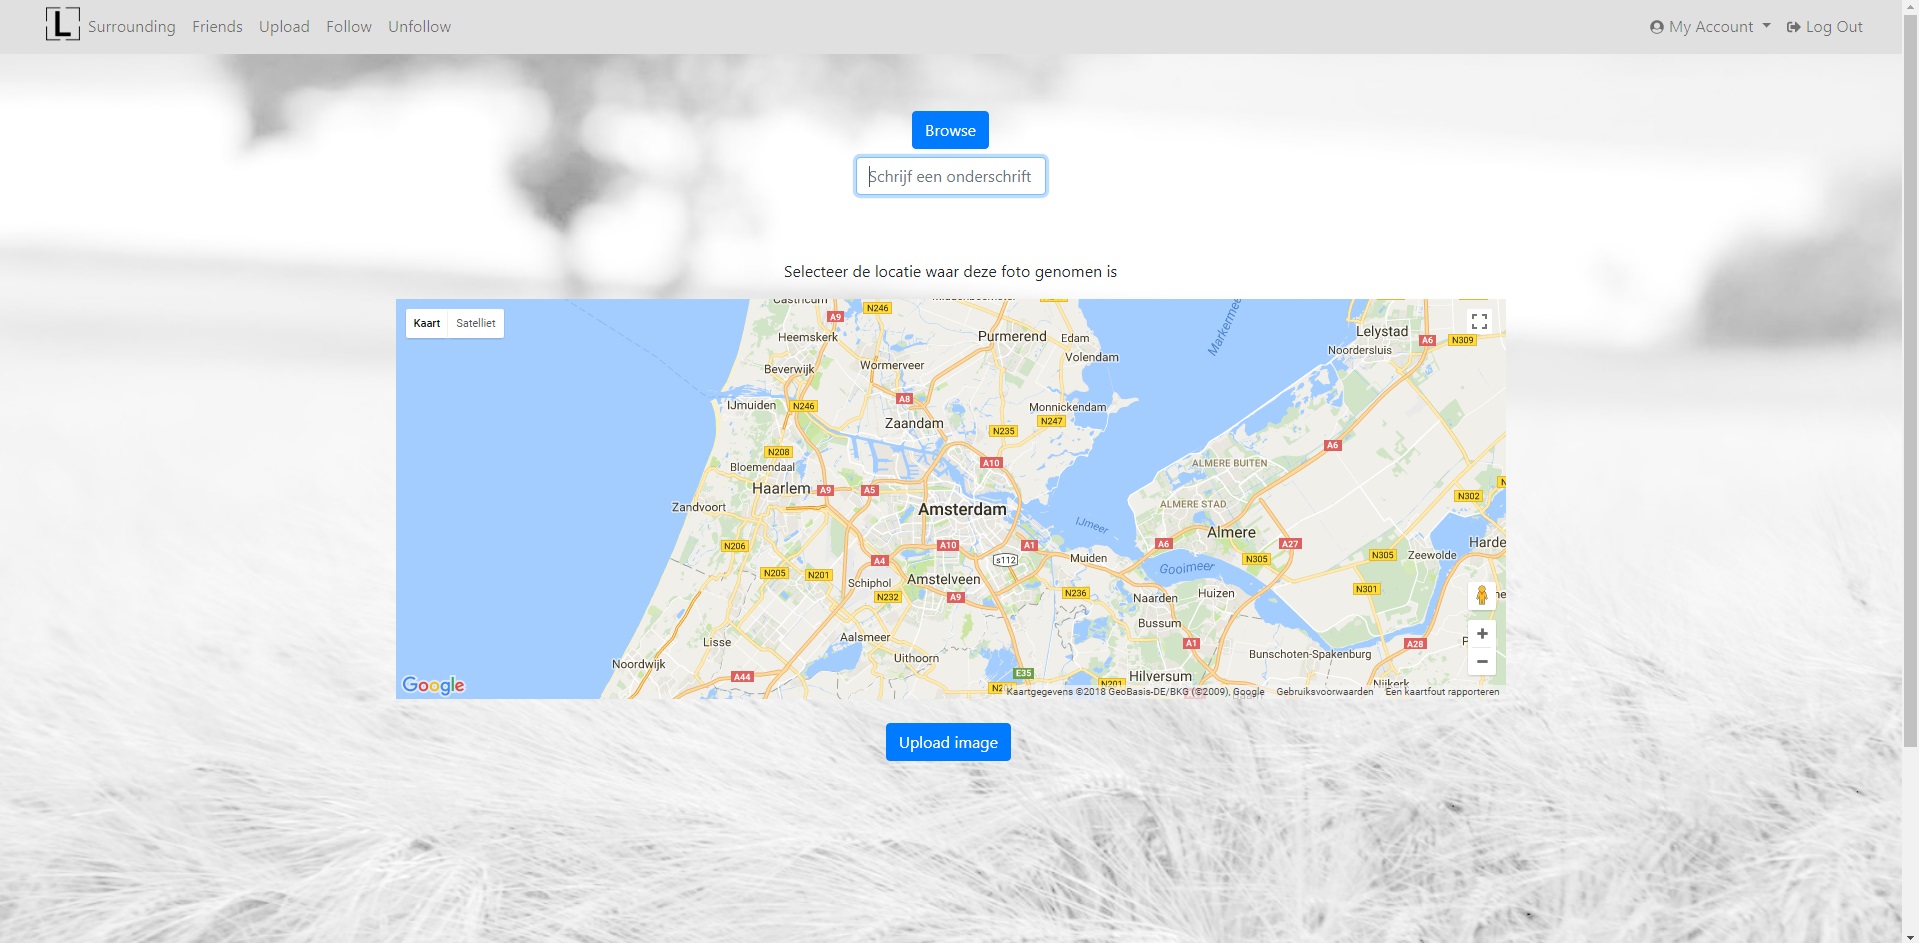 L Surrounding Friends Upload Follow Unfollow My Account Log Out
Browse
Schrijf een onderschrift
Selecteer de locatie waar deze foto genomen is
Kaart Satelliet
Castricum
N246
A9
Heemskerk
Purmerend
Edam
Volendam
Markermeer
Lelystad
Noordersluis
A6
N309
Beverwijk
Wormerveer
IJmuiden
N246
A8
Zaandam
Monnickendam
N247
N235
A6
N208
Bloemendaal
A10
ALMERE BUITEN
Haarlem
A9
A5
Zandvoort
Amsterdam
ALMERE STAD
N302
IJmeer
Almere
Harde
N206
A10
A1
A6
A27
Muiden
s112
N305
N305
Zeewolde
A4
N205
N201
Schiphol
Amstelveen
Gooimeer
N232
A9
N236
Naarden
Huizen
N301
Bussum
Lisse
Aalsmeer
A1
A28
Noordwijk
Uithoorn
Bunschoten-Spakenburg
A44
E35
N201
Hilversum
Nijkerk
Google
Kaartgegevens ©2018 GeoBasis-DE/BKG (©2009), Google Gebruiksvoorwaarden Een kaartfout rapporteren
Upload image